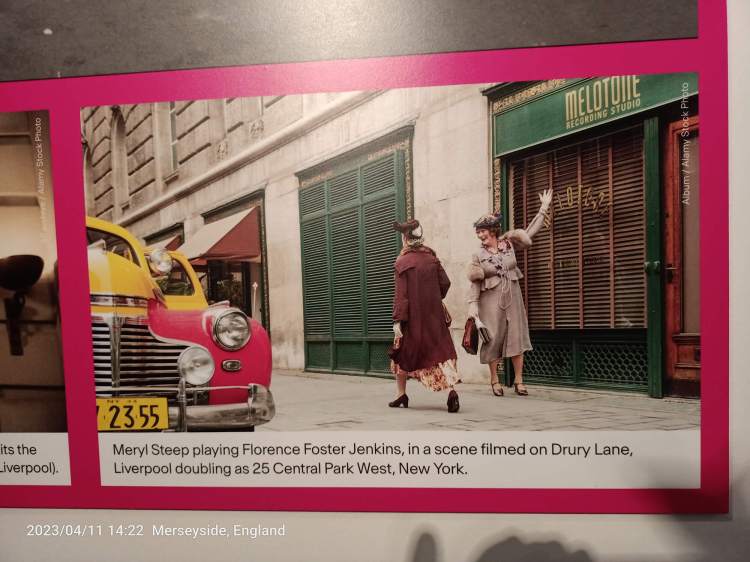 MELOTONE
RECORDING STUDIO
Album / Alamy Stock Photo
/ Alamy Stock Photo
NY
2355
its the
Liverpool).
Meryl Steep playing Florence Foster Jenkins, in a scene filmed on Drury Lane,
Liverpool doubling as 25 Central Park West, New York.
2023/04/11 14:22 Merseyside, England